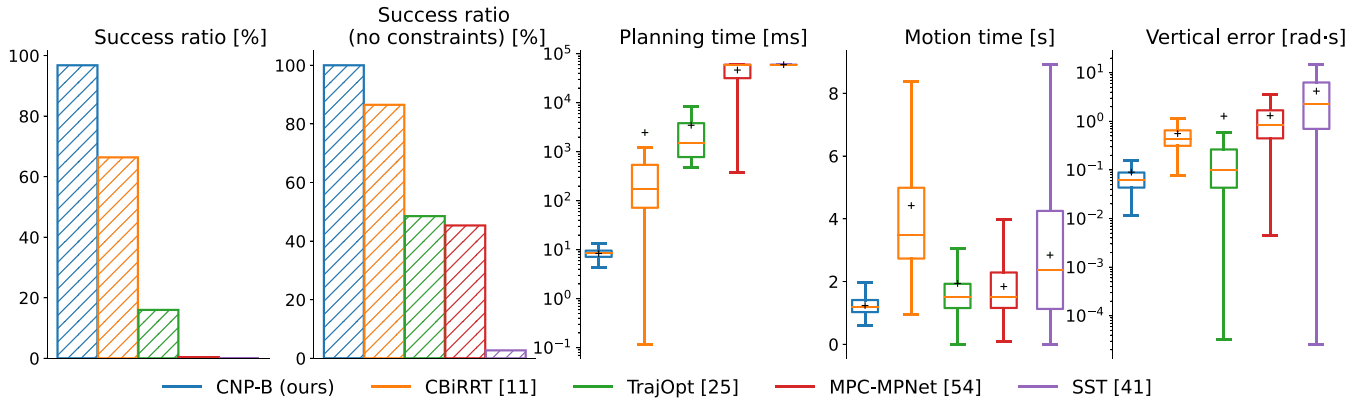 Success ratio [%]
Success ratio
(no constraints) [%]
Planning time [ms]
Motion time [s]
Vertical error [rad·s]
100
80
60
40
20
0
100
80
60
40
20
0
10^5
10^4
10^3
10^2
10^1
10^0
10^-1
8
6
4
2
0
10^1
10^0
10^-1
10^-2
10^-3
10^-4
CNP-B (ours)
CBiRRT [11]
TrajOpt [25]
MPC-MPNet [54]
SST [41]